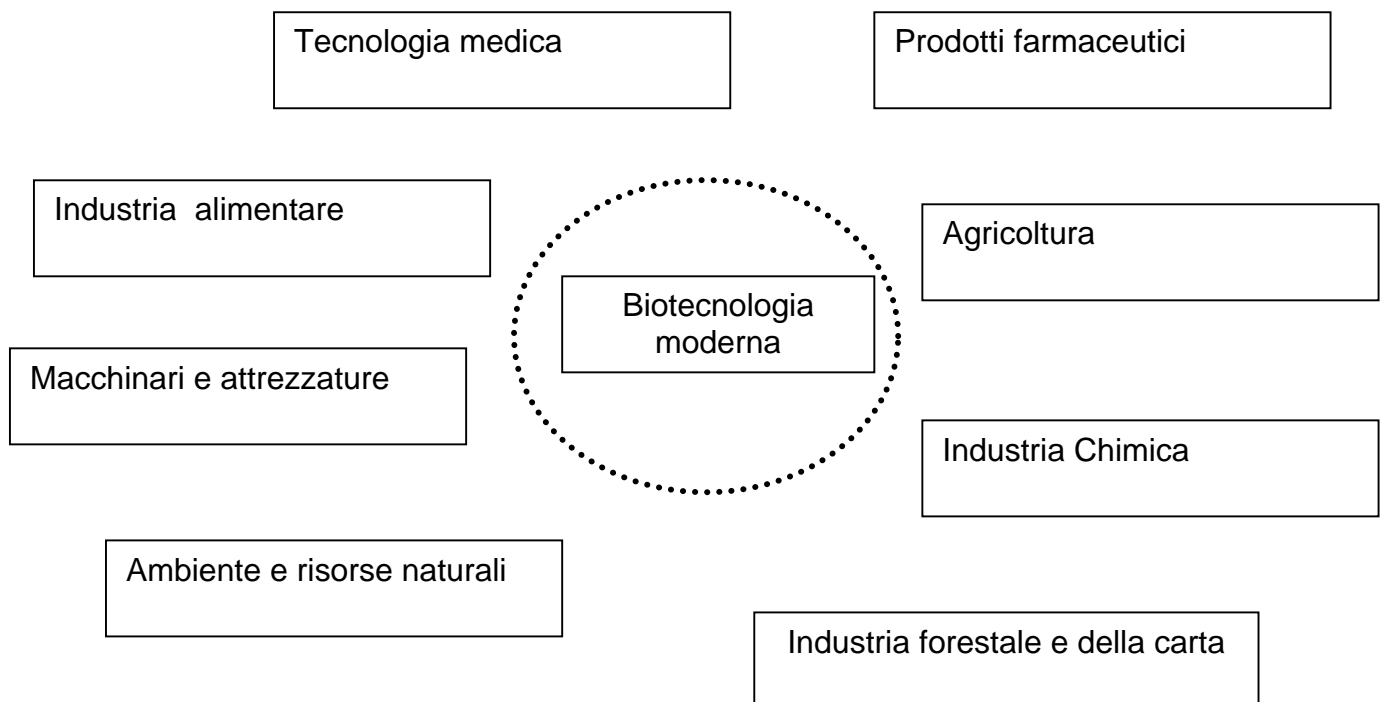 Tecnologia medica
Prodotti farmaceutici
Industria  alimentare
Agricoltura
Biotecnologia
moderna
Macchinari e attrezzature
Industria Chimica
Ambiente e risorse naturali
Industria forestale e della carta